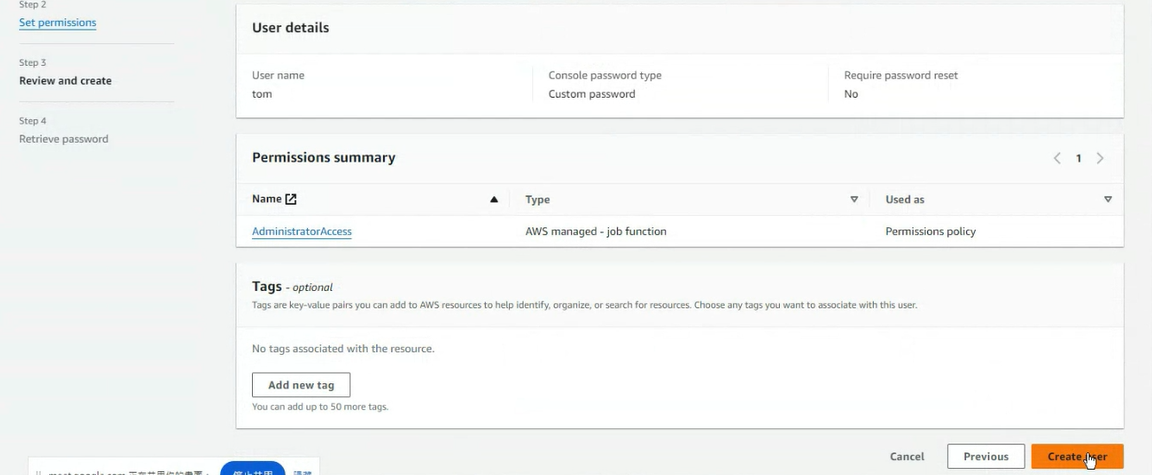 Step 2
Set permissions
Step 3
Review and create
Step 4
Retrieve password
User details
User name
tom
Console password type
Custom password
Require password reset
No
Permissions summary
1
Name
Type
Used as
AdministratorAccess
AWS managed - job function
Permissions policy
Tags - optional
Tags are key-value pairs you can add to AWS resources to help identify, organize, or search for resources. Choose any tags you want to associate with this user.
No tags associated with the resource.
Add new tag
You can add up to 50 more tags.
Cancel
Previous
Create user
meet.google.com